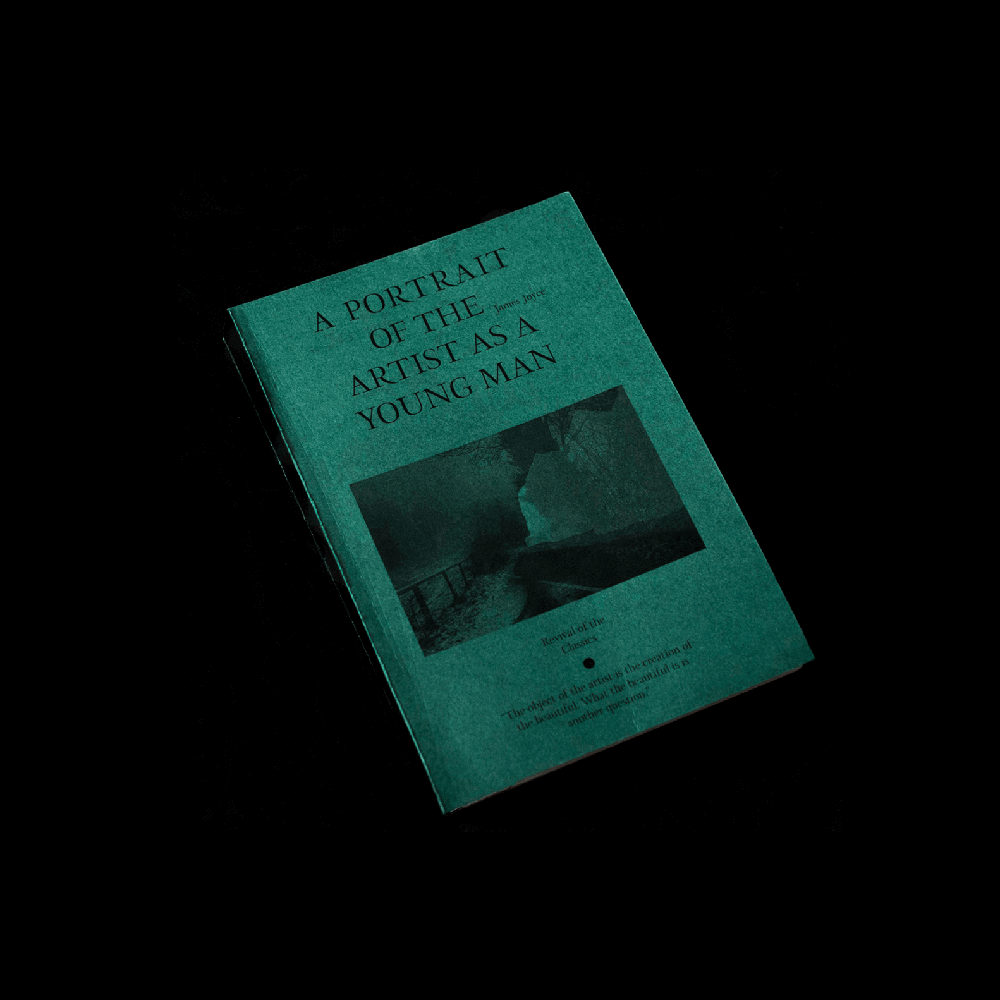 A PORTRAIT
OF THE
James Joyce
ARTIST AS A
YOUNG MAN
Revival of the
Classics
"The object of the artist is the creation of
the beautiful. What the beautiful is is
another question."